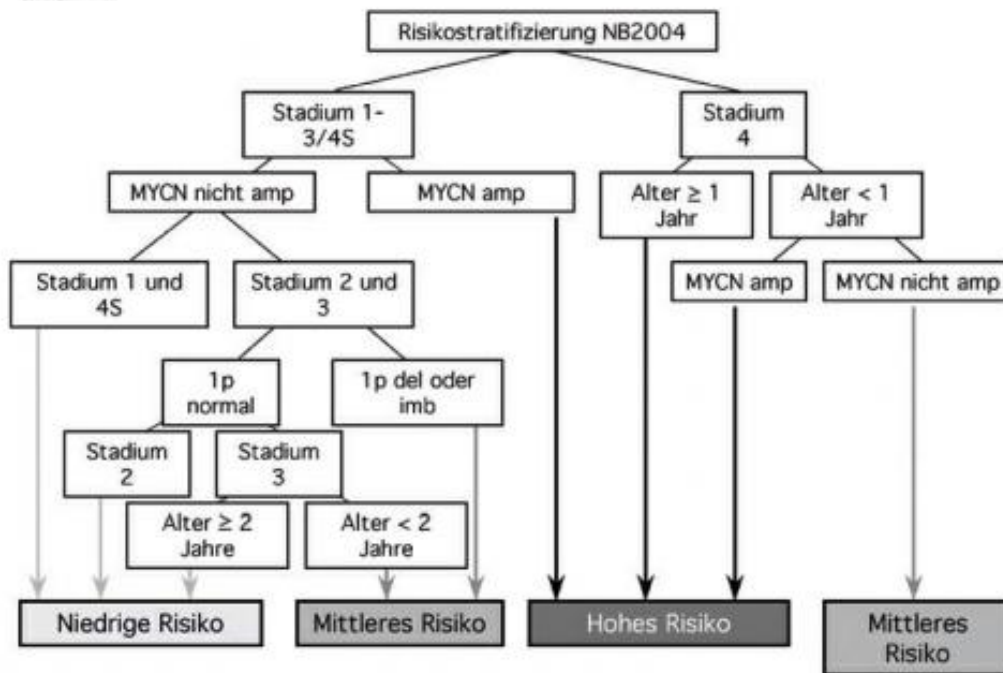 Risikostratifizierung NB2004
Stadium 1-
3/4S
Stadium
4
MYCN nicht amp
MYCN amp
Alter ≥ 1
Jahr
Alter < 1
Jahr
Stadium 1 und
4S
Stadium 2 und
3
MYCN amp
MYCN nicht amp
1p
normal
1p del oder
imb
Stadium
2
Stadium
3
Alter ≥ 2
Jahre
Alter < 2
Jahre
Niedrige Risiko
Mittleres Risiko
Hohes Risiko
Mittleres
Risiko